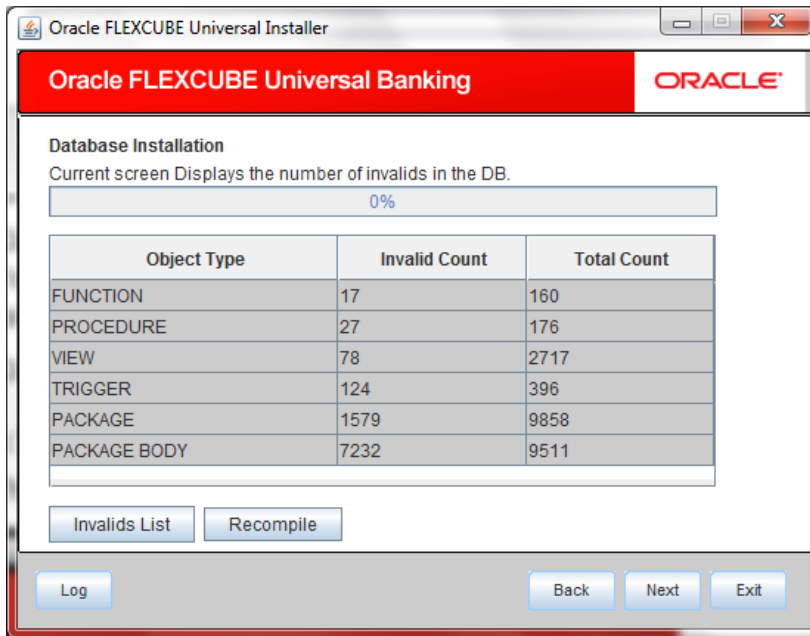 Oracle FLEXCUBE Universal Installer
Oracle FLEXCUBE Universal Banking
ORACLE
Database Installation
Current screen Displays the number of invalids in the DB.
0%
Object Type Invalid Count Total Count
FUNCTION 17 160
PROCEDURE 27 176
VIEW 78 2717
TRIGGER 124 396
PACKAGE 1579 9858
PACKAGE BODY 7232 9511
Invalids List Recompile
Log Back Next Exit